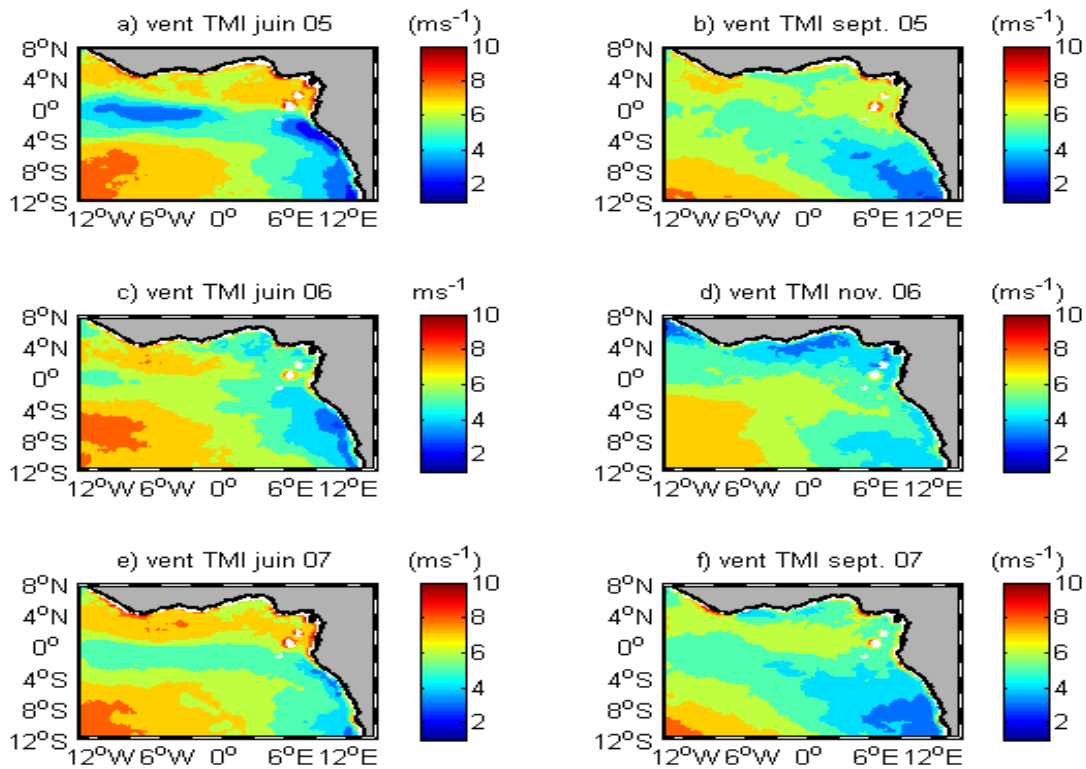 a) vent TMI juin 05 (ms⁻¹)
8°N
4°N
0°
4°S
8°S
12°S
12°W 6°W 0° 6°E 12°E
10
8
6
4
2
b) vent TMI sept. 05 (ms⁻¹)
8°N
4°N
0°
4°S
8°S
12°S
12°W 6°W 0° 6°E 12°E
10
8
6
4
2
c) vent TMI juin 06 ms⁻¹
8°N
4°N
0°
4°S
8°S
12°S
12°W 6°W 0° 6°E 12°E
10
8
6
4
2
d) vent TMI nov. 06 (ms⁻¹)
8°N
4°N
0°
4°S
8°S
12°S
12°W 6°W 0° 6°E 12°E
10
8
6
4
2
e) vent TMI juin 07 (ms⁻¹)
8°N
4°N
0°
4°S
8°S
12°S
12°W 6°W 0° 6°E 12°E
10
8
6
4
2
f) vent TMI sept. 07 (ms⁻¹)
8°N
4°N
0°
4°S
8°S
12°S
12°W 6°W 0° 6°E 12°E
10
8
6
4
2